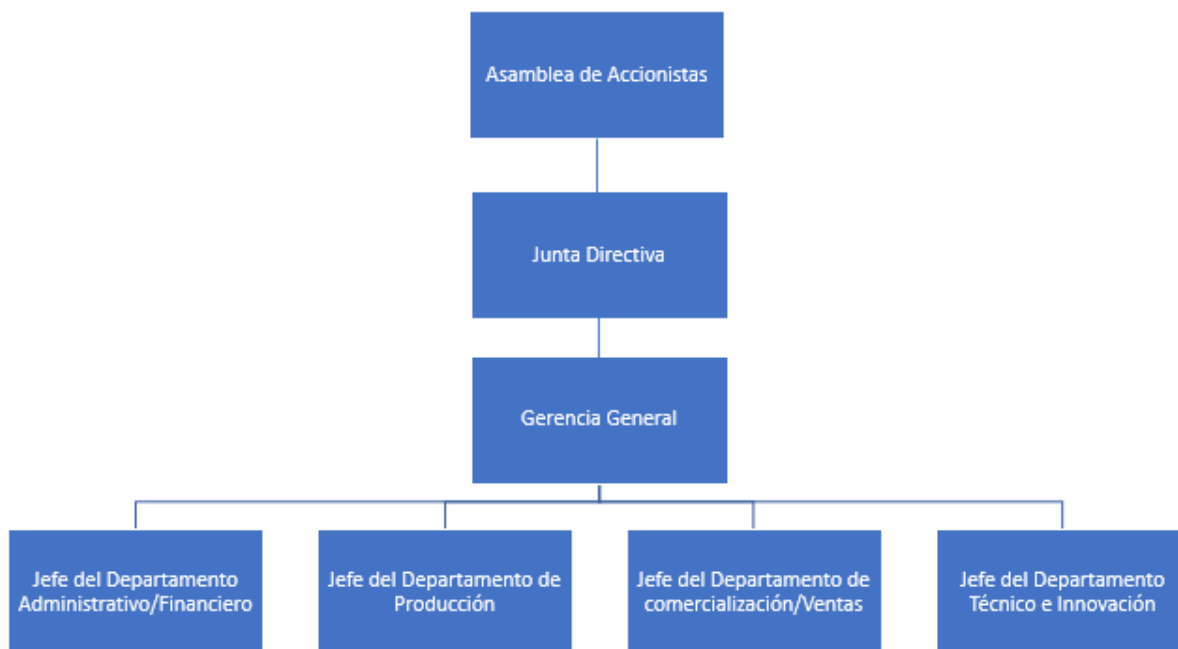 Asamblea de Accionistas
Junta Directiva
Gerencia General
Jefe del Departamento
Administrativo/Financiero
Jefe del Departamento de
Producción
Jefe del Departamento de
comercialización/Ventas
Jefe del Departamento
Técnico e Innovación